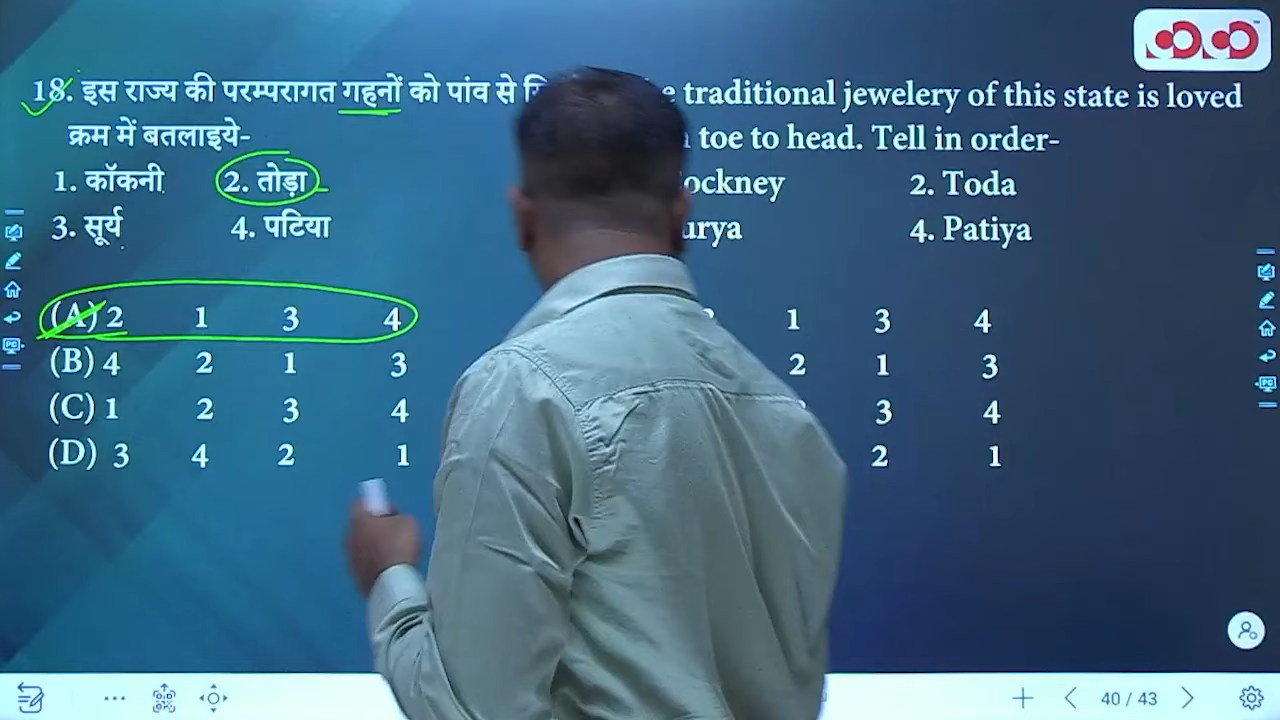 18. इस राज्य की परम्परागत गहनों को पांव से
क्रम में बतलाइये-
1. कॉकनी 2. तोड़ा
3. सूर्य 4. पटिया
(A) 2 1 3 4
(B) 4 2 1 3
(C) 1 2 3 4
(D) 3 4 2 1
traditional jewelery of this state is loved
toe to head. Tell in order-
ockney 2. Toda
urya 4. Patiya
1 3 4
2 1 3
3 4
2 1
40 / 43